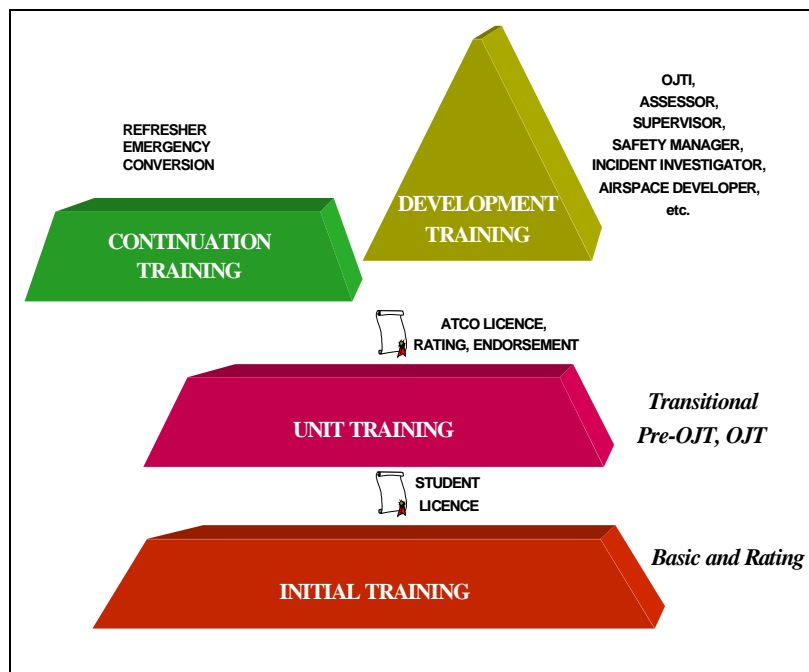 OJTI,
ASSESSOR,
SUPERVISOR,
SAFETY MANAGER,
INCIDENT INVESTIGATOR,
AIRSPACE DEVELOPER,
etc.
REFRESHER
EMERGENCY
CONVERSION
DEVELOPMENT
TRAINING
CONTINUATION
TRAINING
ATCO LICENCE,
RATING, ENDORSEMENT
UNIT TRAINING
Transitional
Pre-OJT, OJT
STUDENT
LICENCE
INITIAL TRAINING
Basic and Rating